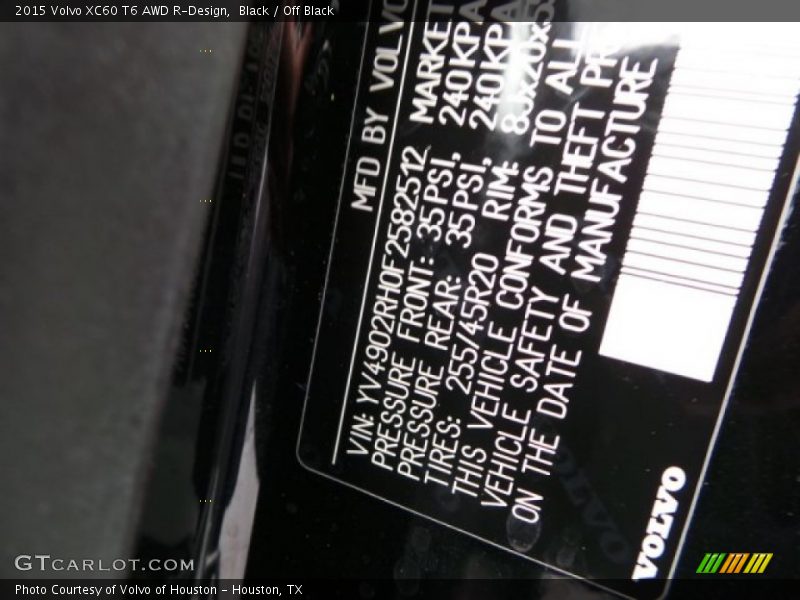 2015 Volvo XC60 T6 AWD R-Design, Black / Off Black
MFD BY VOLVO
VIN: YV4902RH0F2582512 MARKET
PRESSURE FRONT: 35PSI, 240KPA
PRESSURE REAR: 35PSI, 240KPA
TIRES: 255/45R20 RIM:
THIS VEHICLE CONFORMS TO ALL
VEHICLE SAFETY AND THEFT
ON THE DATE OF MANUFACTURE
VOLVO
GTCARLOT.COM
Photo Courtesy of Volvo of Houston - Houston, TX